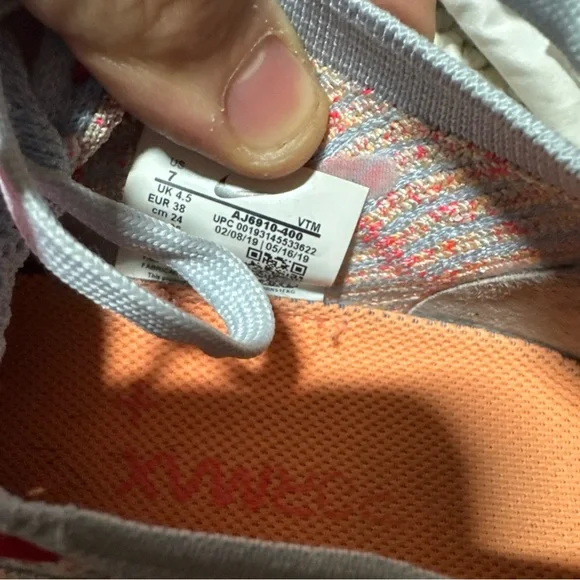 US
7
UK 4.5
EUR 38
cm 24
AJ6910-400 VTM
UPC 00193145533622
02/08/19 | 05/16/19
AIRMAX